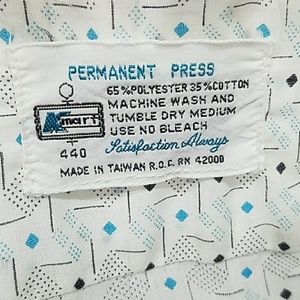 PERMANENT PRESS
65%POLYESTER 35%COTTON
Kmart MACHINE WASH AND
TUMBLE DRY MEDIUM
USE NO BLEACH
440 Satisfaction Always
MADE IN TAIWAN R.O.C. RN 42000